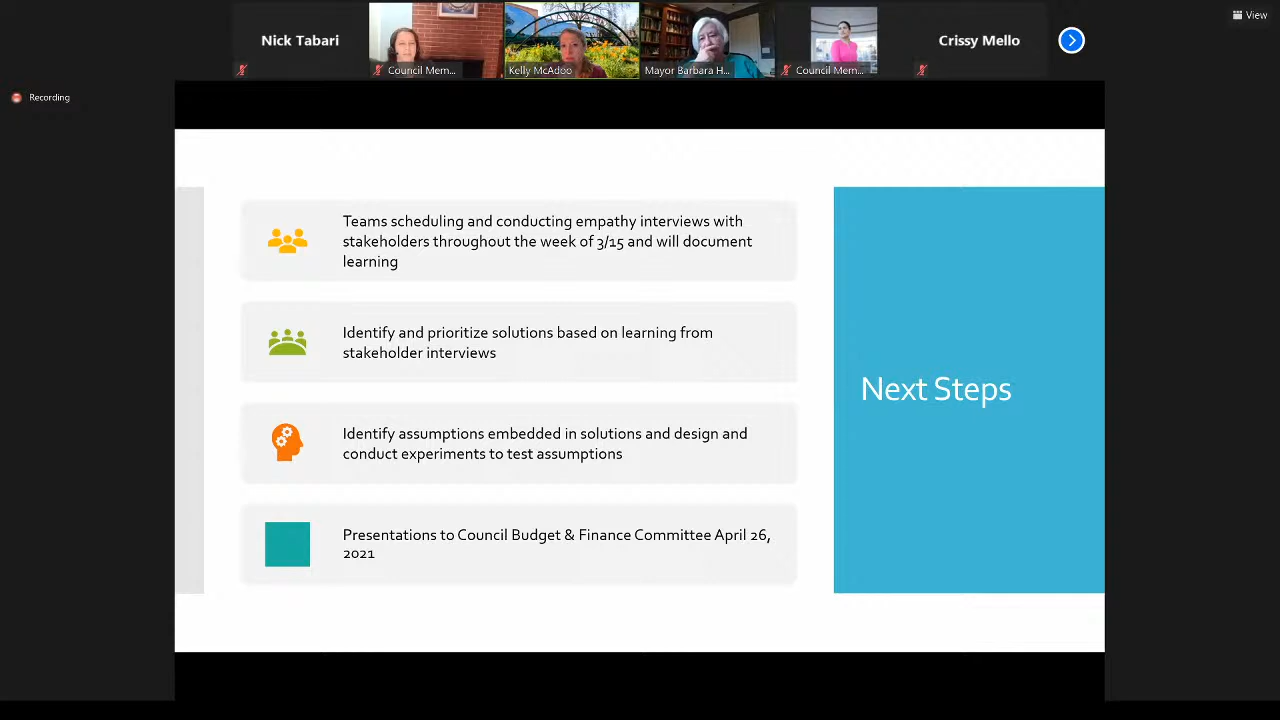 View
Nick Tabari
Council Mem...
Kelly McAdoo
Mayor Barbara H...
Council Mem...
Crissy Mello
Recording
Teams scheduling and conducting empathy interviews with
stakeholders throughout the week of 3/15 and will document
learning
Identify and prioritize solutions based on learning from
stakeholder interviews
Identify assumptions embedded in solutions and design and
conduct experiments to test assumptions
Presentations to Council Budget & Finance Committee April 26,
2021
Next Steps